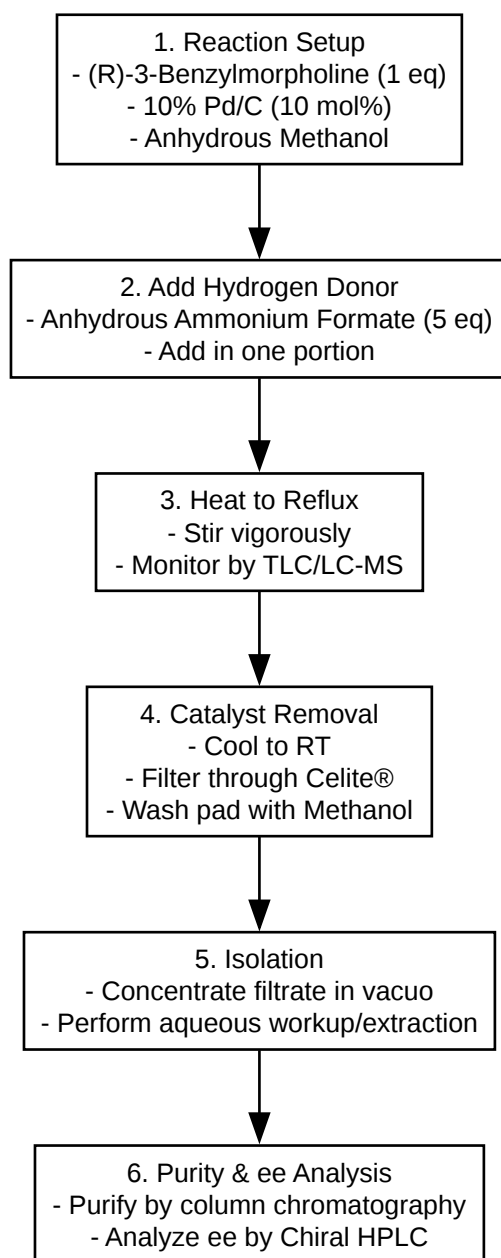 1. Reaction Setup
- (R)-3-Benzylmorpholine (1 eq)
- 10% Pd/C (10 mol%)
- Anhydrous Methanol
2. Add Hydrogen Donor
- Anhydrous Ammonium Formate (5 eq)
- Add in one portion
3. Heat to Reflux
- Stir vigorously
- Monitor by TLC/LC-MS
4. Catalyst Removal
- Cool to RT
- Filter through Celite®
- Wash pad with Methanol
5. Isolation
- Concentrate filtrate in vacuo
- Perform aqueous workup/extraction
6. Purity & ee Analysis
- Purify by column chromatography
- Analyze ee by Chiral HPLC